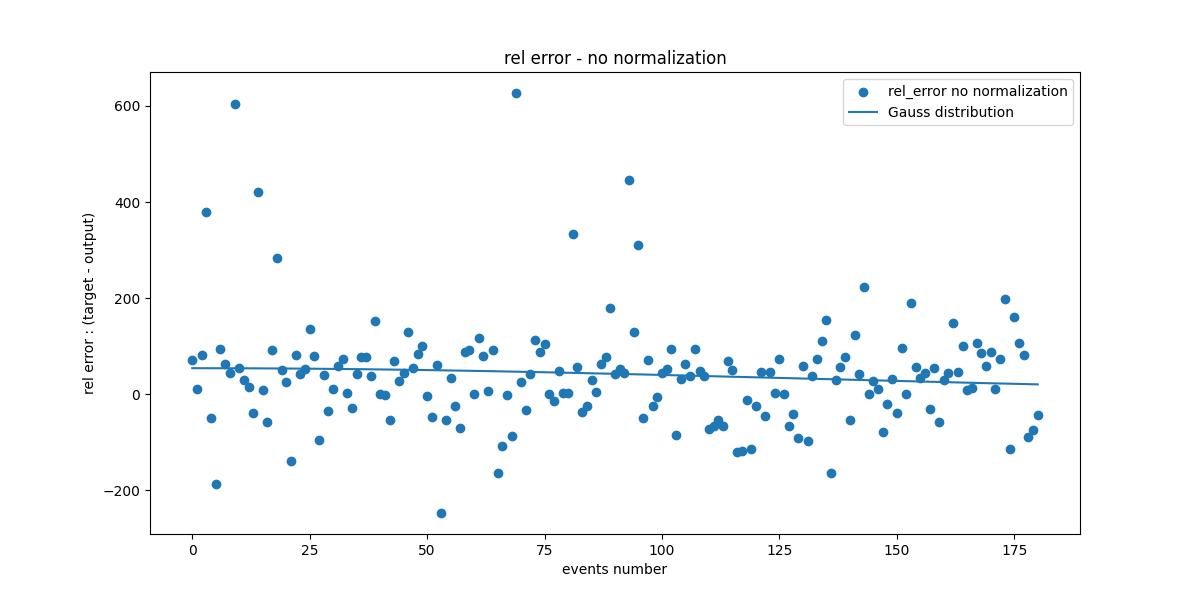 rel error - no normalization
rel_error no normalization
Gauss distribution
rel error : (target - output)
600
400
200
0
−200
0 25 50 75 100 125 150 175
events number